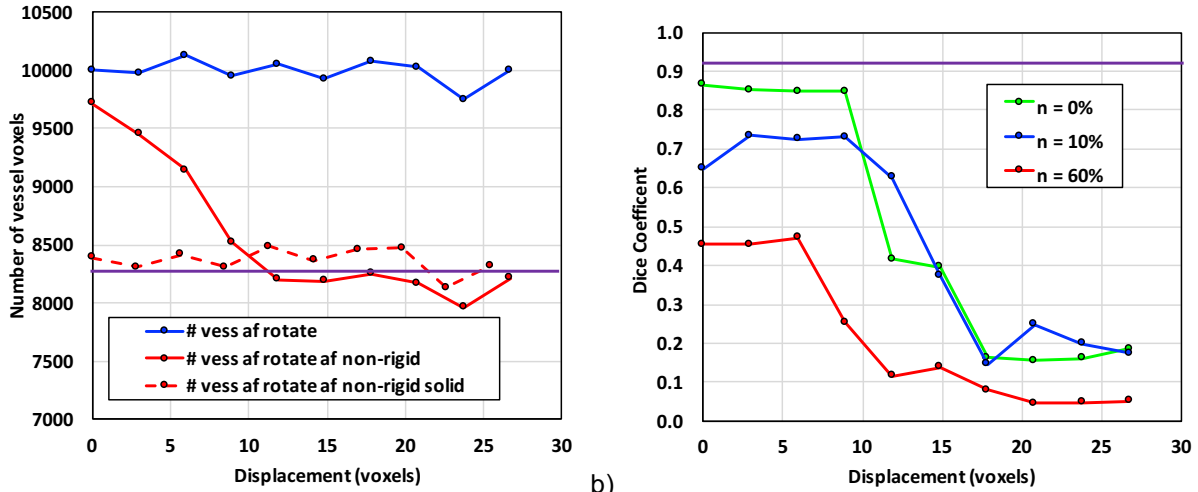 10500
10000
9500
9000
8500
8000
7500
7000
Number of vessel voxels
# vess af rotate
# vess af rotate af non-rigid
# vess af rotate af non-rigid solid
0 5 10 15 20 25 30
Displacement (voxels)
b)
1.0
0.9
0.8
0.7
0.6
0.5
0.4
0.3
0.2
0.1
0.0
Dice Coefficent
n = 0%
n = 10%
n = 60%
0 5 10 15 20 25 30
Displacement (voxels)